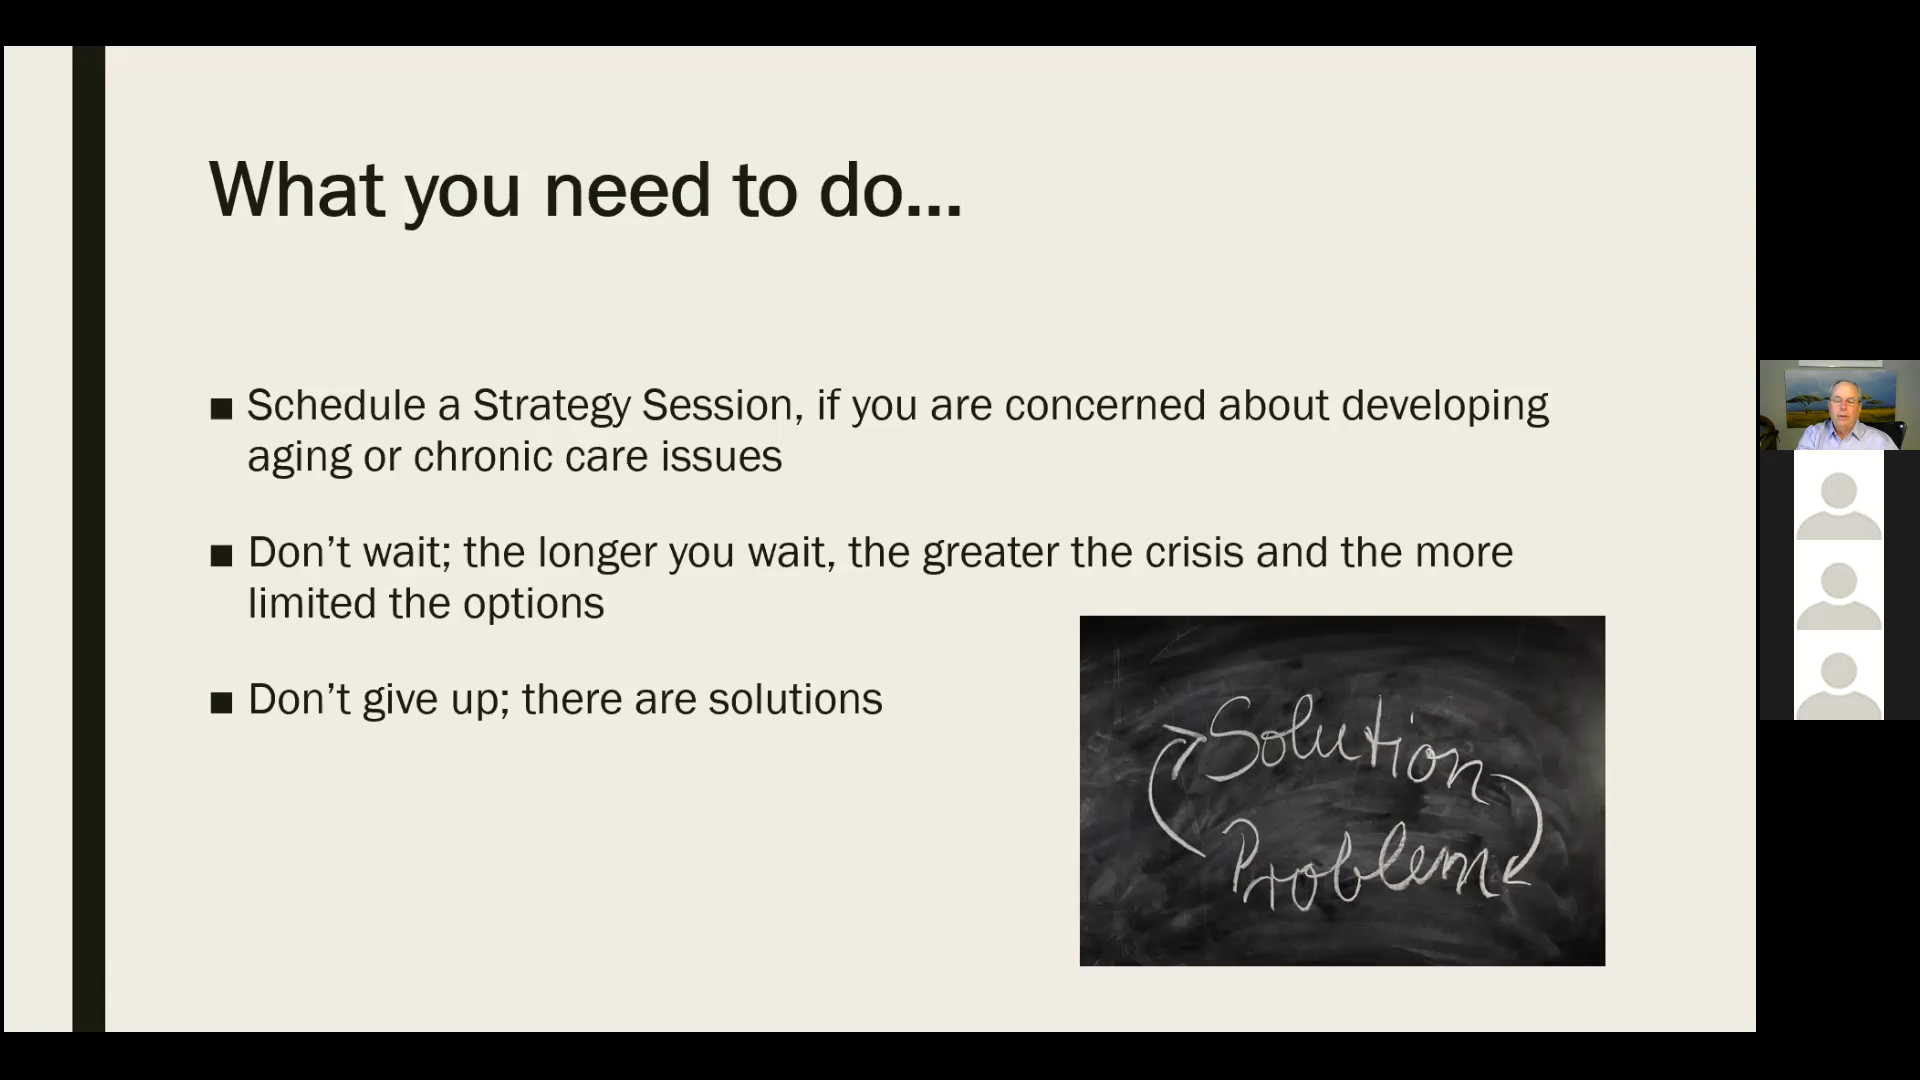 What you need to do...
■ Schedule a Strategy Session, if you are concerned about developing
aging or chronic care issues
■ Don’t wait; the longer you wait, the greater the crisis and the more
limited the options
■ Don’t give up; there are solutions
Solution
Problem